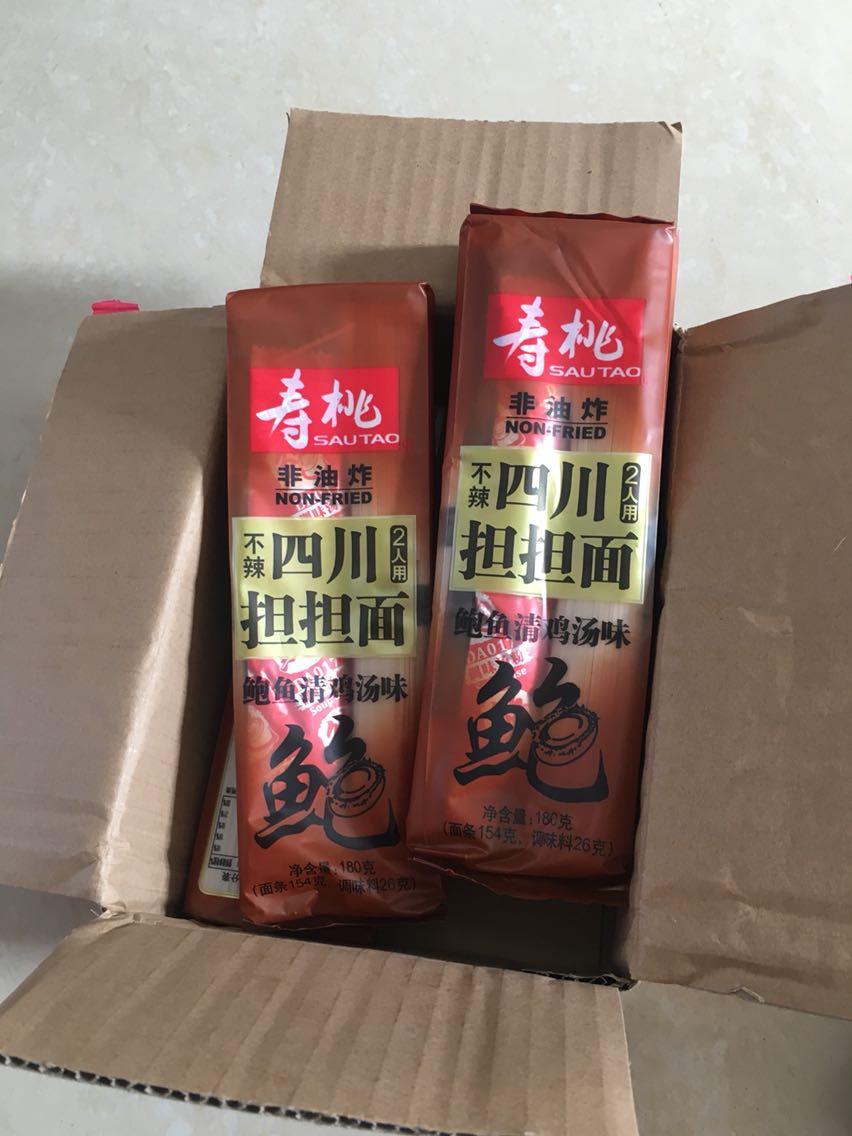 寿桃
SAUTAO
非油炸
NON-FRIED
不辣
四川
2人用
担担面
鲍鱼清鸡汤味
鲍
净含量:180克
(面条154克, 调味料26克)
寿桃
SAUTAO
非油炸
NON-FRIED
不辣
四川
2人用
担担面
鲍鱼清鸡汤味
DA017
鲍
净含量:180克
(面条154克, 调味料26克)